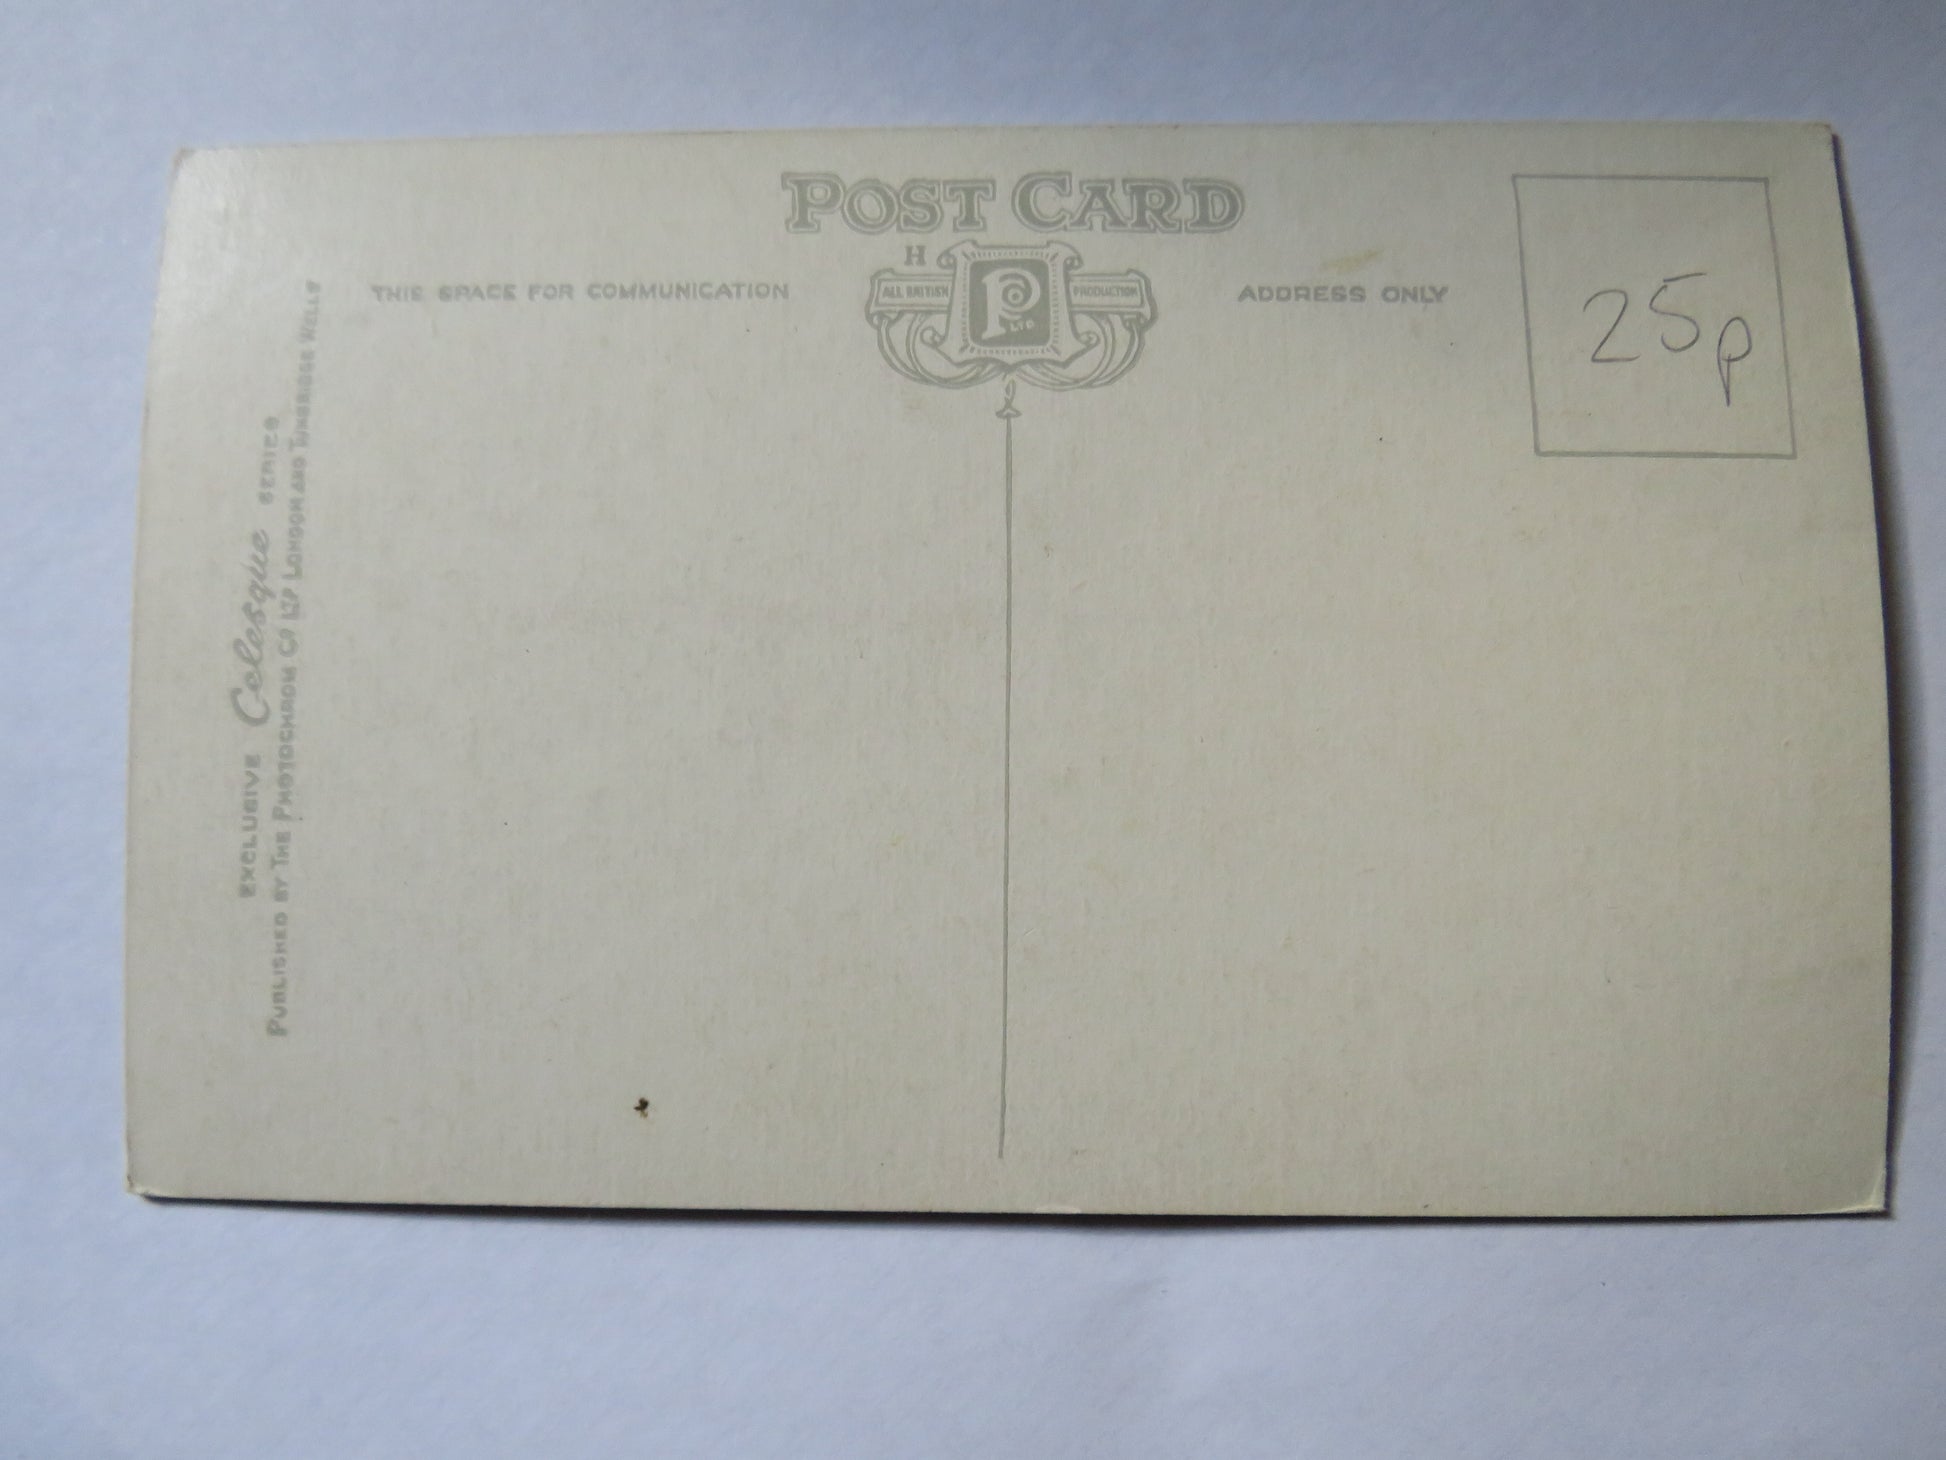 POST CARD
H
THIS SPACE FOR COMMUNICATION
ALL BRITISH
P
LTD
PRODUCTION
ADDRESS ONLY
25p
EXCLUSIVE Celesque SERIES
PUBLISHED BY THE PHOTOCHROM CO LTD LONDON AND TUNBRIDGE WELLS